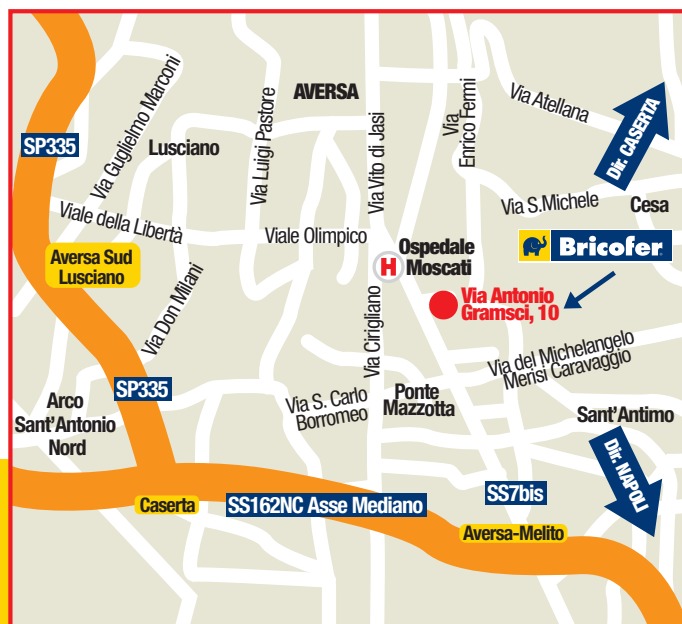 AVERSA
Via Guglielmo Marconi
Via Luigi Pastore
Via Vito di Jasi
Via
Enrico Fermi
Via Atellana
Dir. CASERTA
SP335
Lusciano
Via S.Michele
Cesa
Viale della Libertà
Viale Olimpico
Ospedale
Moscati
H
Bricofer
Aversa Sud
Lusciano
Via Antonio
Gramsci, 10
Via Don Milani
Via Cirigliano
Via del Michelangelo
Merisi Caravaggio
SP335
Arco
Sant'Antonio
Nord
Via S. Carlo
Borromeo
Ponte
Mazzotta
Sant'Antimo
Dir. NAPOLI
Caserta
SS162NC Asse Mediano
SS7bis
Aversa-Melito